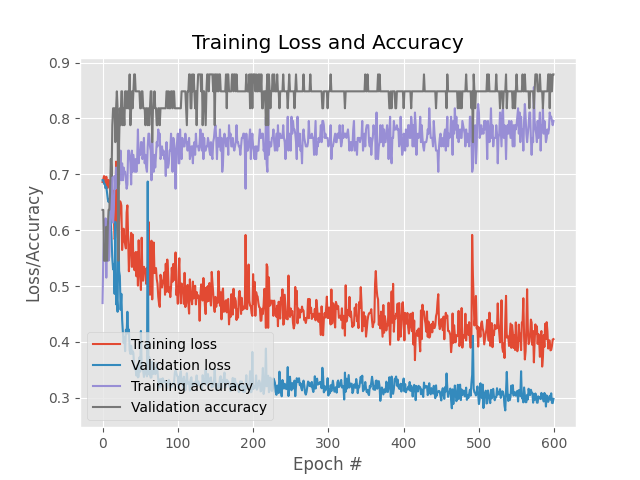 Training Loss and Accuracy
Loss/Accuracy
0.9
0.8
0.7
0.6
0.5
0.4
0.3
Training loss
Validation loss
Training accuracy
Validation accuracy
0 100 200 300 400 500 600
Epoch #